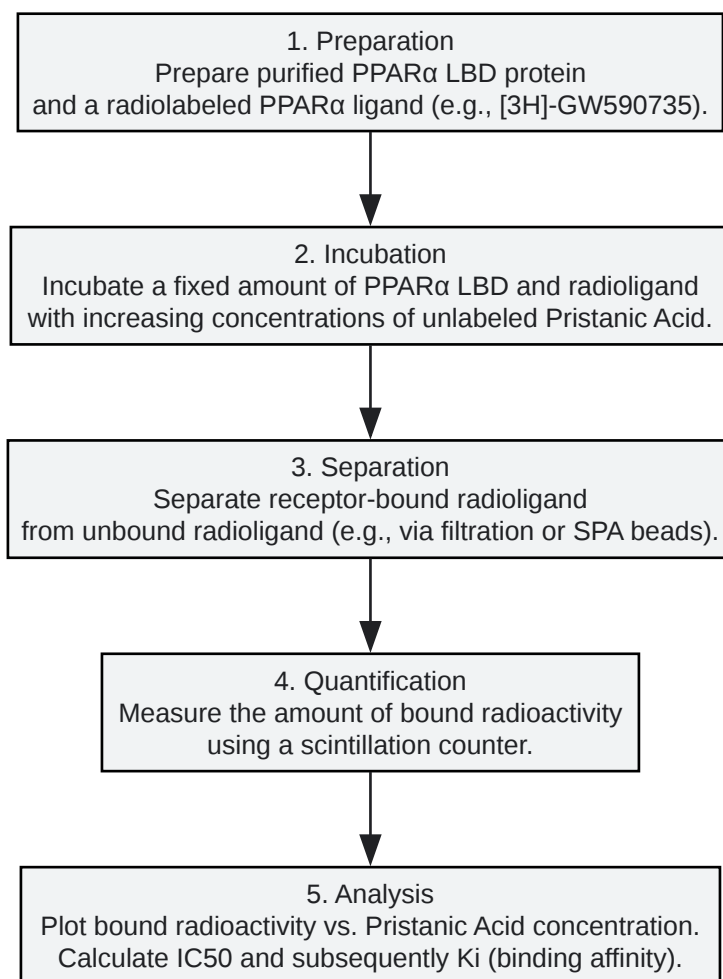 1. Preparation
Prepare purified PPARα LBD protein
and a radiolabeled PPARα ligand (e.g., [3H]-GW590735).
2. Incubation
Incubate a fixed amount of PPARα LBD and radioligand
with increasing concentrations of unlabeled Pristanic Acid.
3. Separation
Separate receptor-bound radioligand
from unbound radioligand (e.g., via filtration or SPA beads).
4. Quantification
Measure the amount of bound radioactivity
using a scintillation counter.
5. Analysis
Plot bound radioactivity vs. Pristanic Acid concentration.
Calculate IC50 and subsequently Ki (binding affinity).